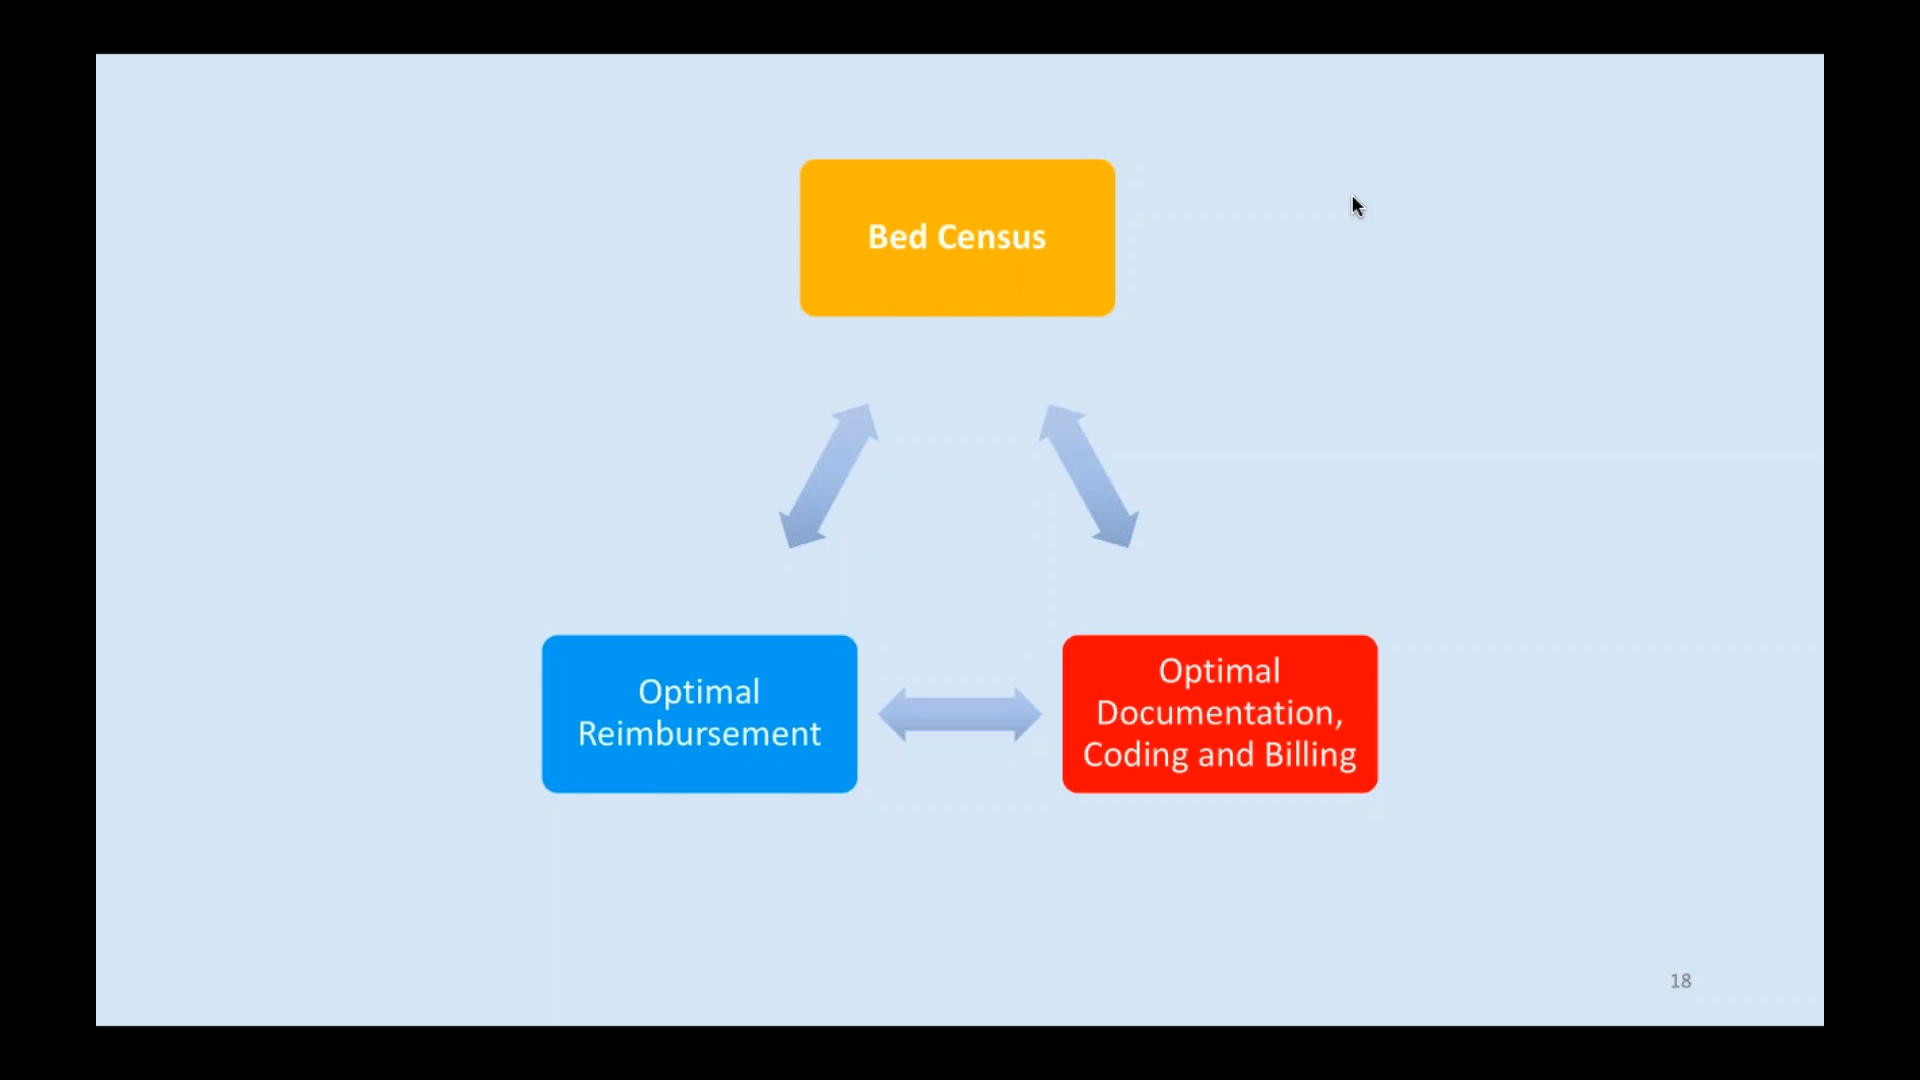 Bed Census
Optimal
Reimbursement
Optimal
Documentation,
Coding and Billing
18